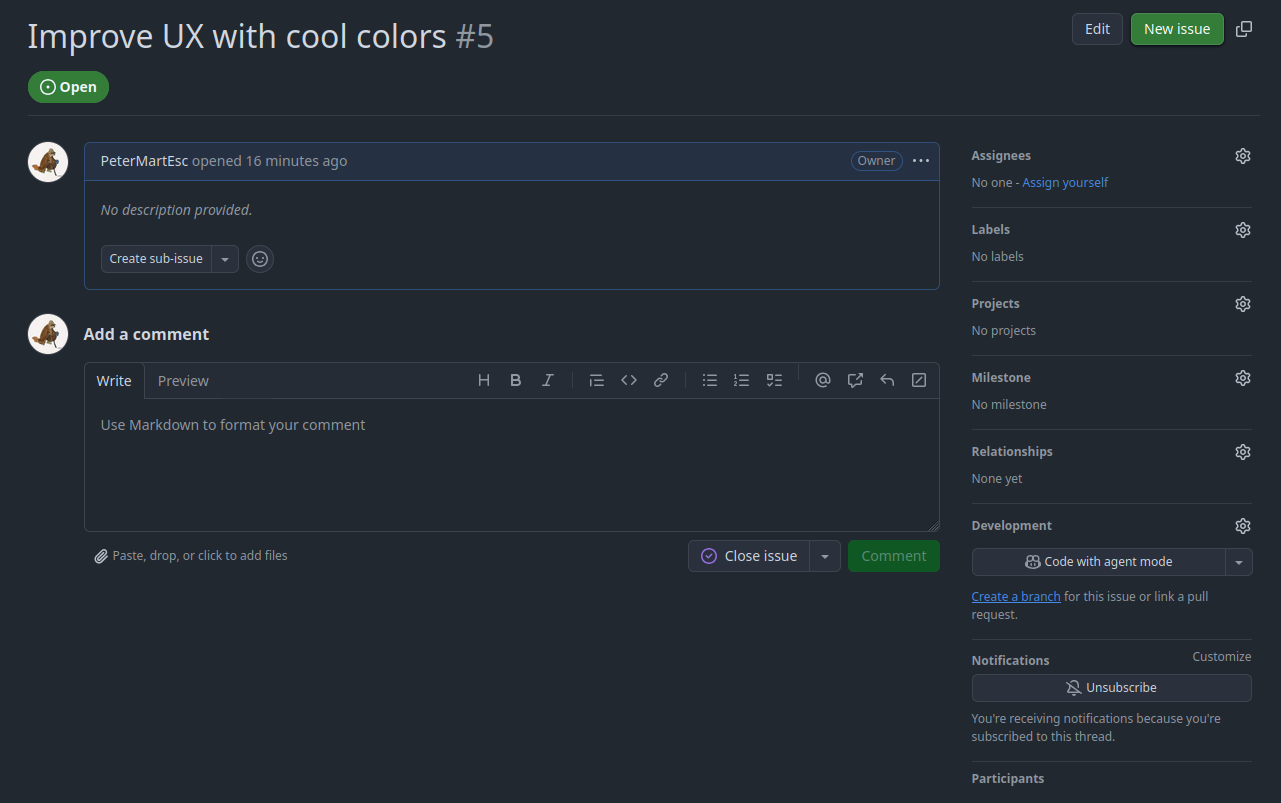 Improve UX with cool colors #5
Edit
New issue
Open
PeterMartEsc opened 16 minutes ago
Owner
No description provided.
Create sub-issue
Add a comment
Write
Preview
H B I
Use Markdown to format your comment
Paste, drop, or click to add files
Close issue
Comment
Assignees
No one - Assign yourself
Labels
No labels
Projects
No projects
Milestone
No milestone
Relationships
None yet
Development
Code with agent mode
Create a branch for this issue or link a pull
request.
Notifications
Customize
Unsubscribe
You're receiving notifications because you're
subscribed to this thread.
Participants